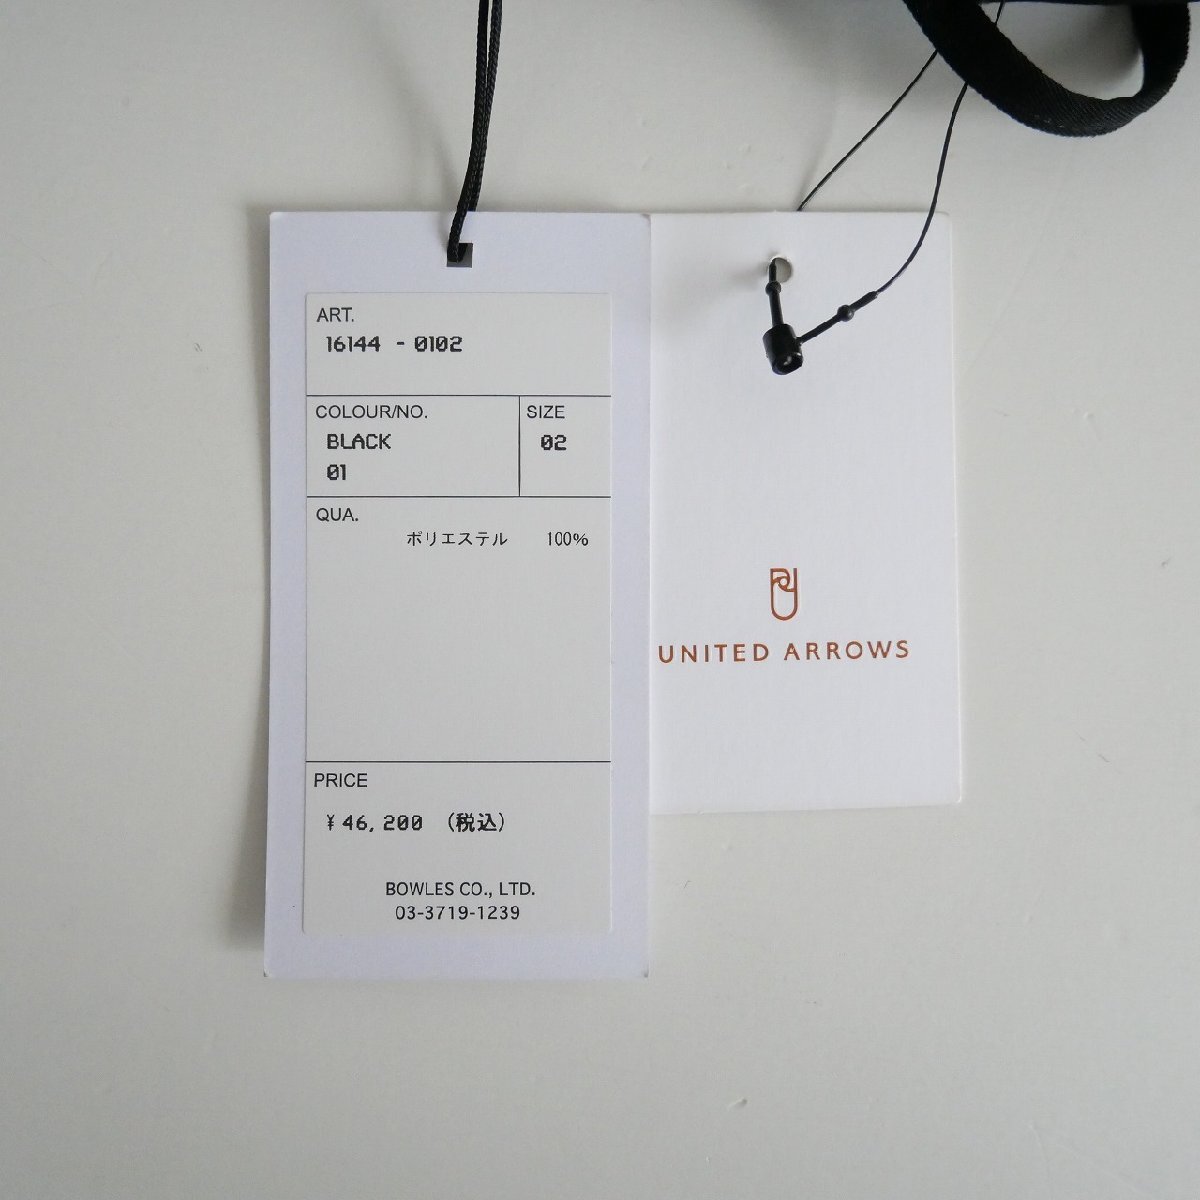 ART.
16144 - 0102
COLOUR/NO.
BLACK
01
SIZE
02
QUA.
ポリエステル 100%
PRICE
¥ 46, 200 (税込)
BOWLES CO., LTD.
03-3719-1239
UNITED ARROWS